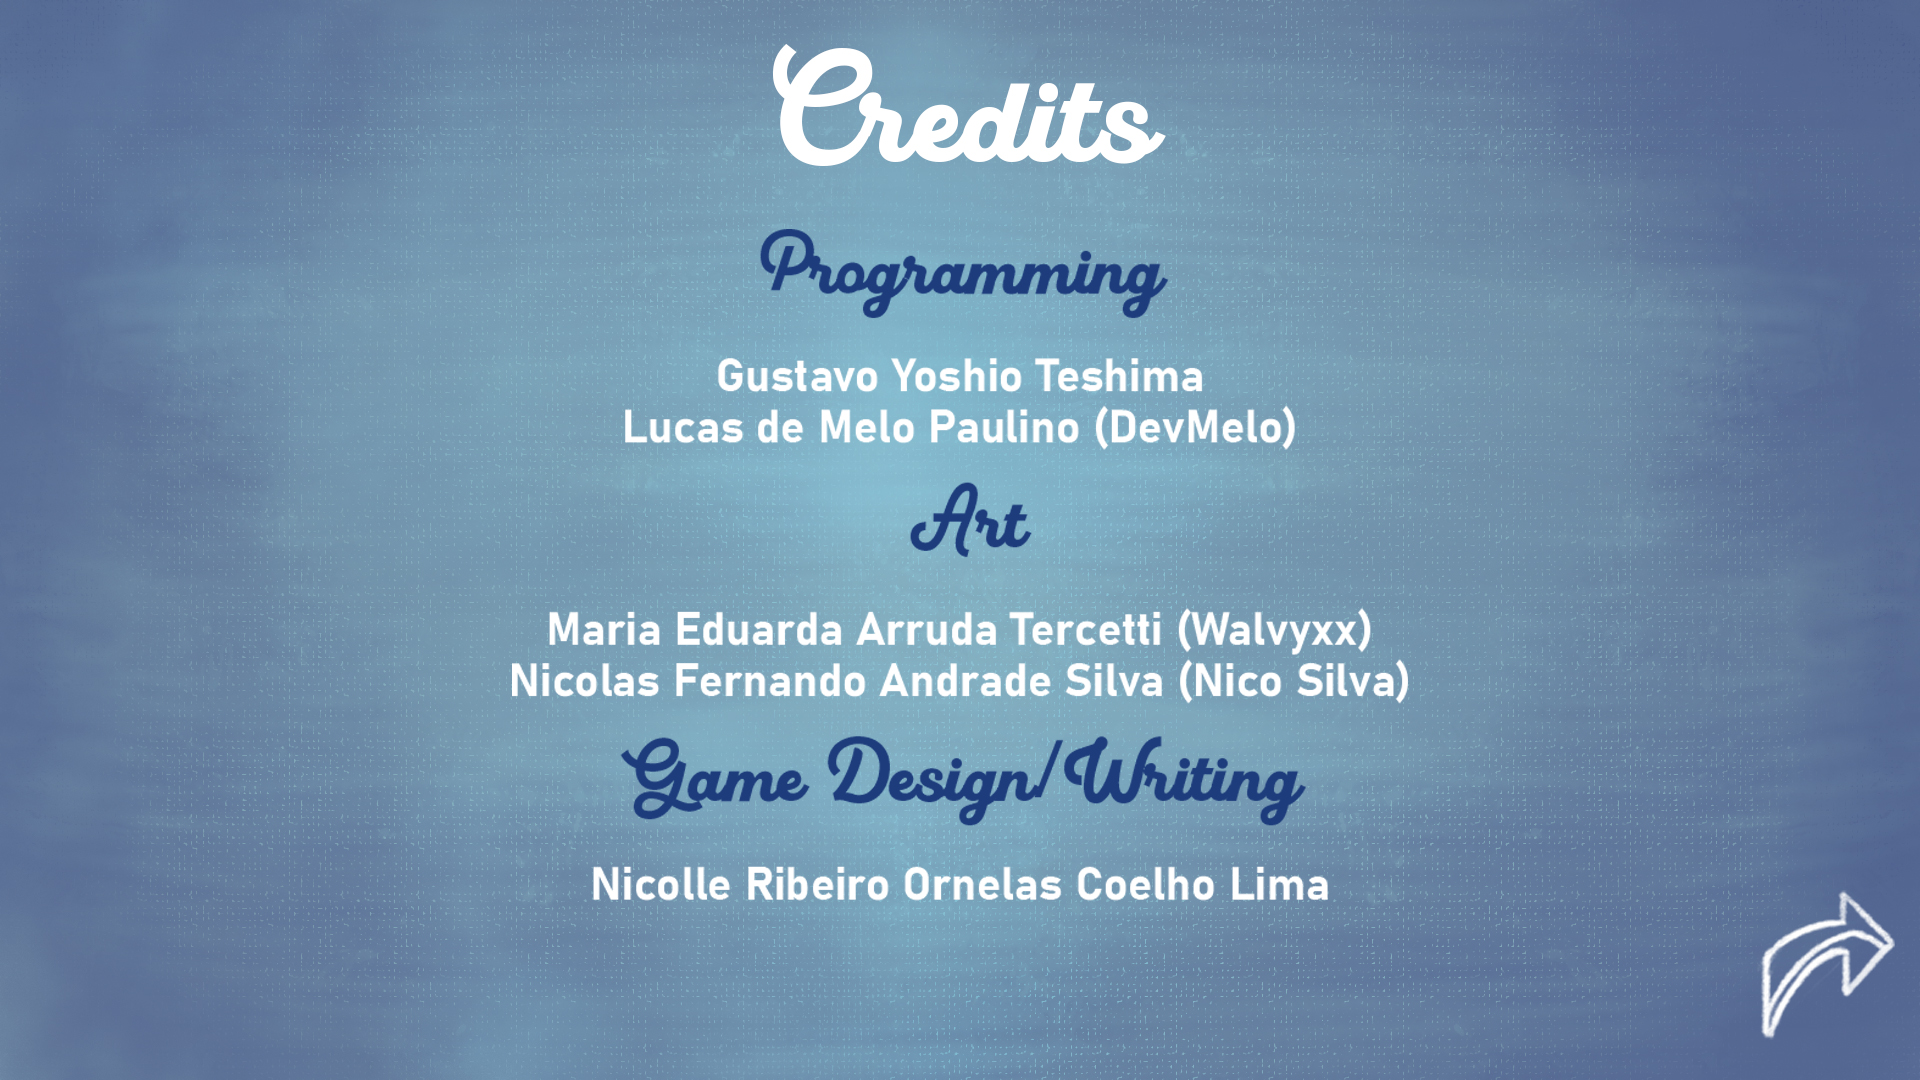 Credits
Programming
Gustavo Yoshio Teshima
Lucas de Melo Paulino (DevMelo)
Art
Maria Eduarda Arruda Tercetti (Walvyxx)
Nicolas Fernando Andrade Silva (Nico Silva)
Game Design/Writing
Nicolle Ribeiro Ornelas Coelho Lima